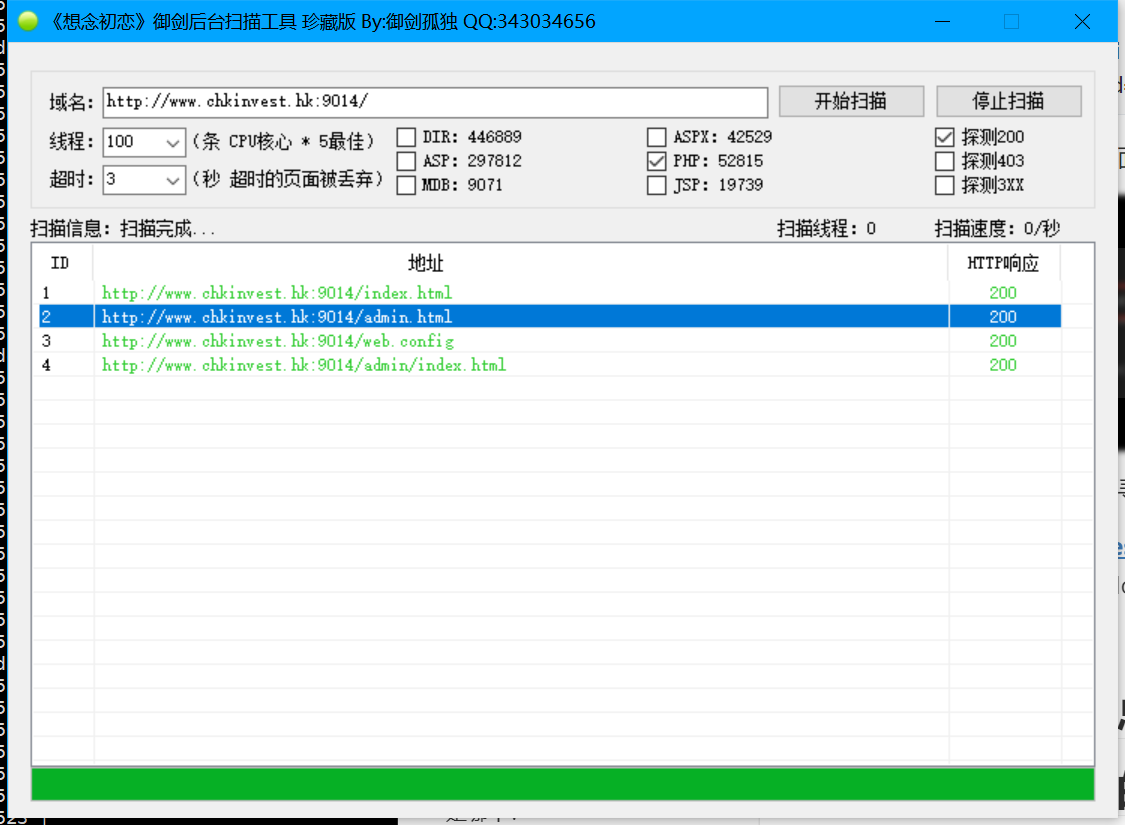 《想念初恋》御剑后台扫描工具 珍藏版 By:御剑孤独 QQ:343034656
域名: http://www.chkinvest.hk:9014/ 开始扫描 停止扫描
线程: 100 (条 CPU核心 * 5最佳) DIR: 446889 ASPX: 42529 探测200
ASP: 297812 PHP: 52815 探测403
超时: 3 (秒 超时的页面被丢弃) MDB: 9071 JSP: 19739 探测3XX
扫描信息: 扫描完成... 扫描线程: 0 扫描速度: 0/秒
ID 地址 HTTP响应
1 http://www.chkinvest.hk:9014/index.html 200
2 http://www.chkinvest.hk:9014/admin.html 200
3 http://www.chkinvest.hk:9014/web.config 200
4 http://www.chkinvest.hk:9014/admin/index.html 200